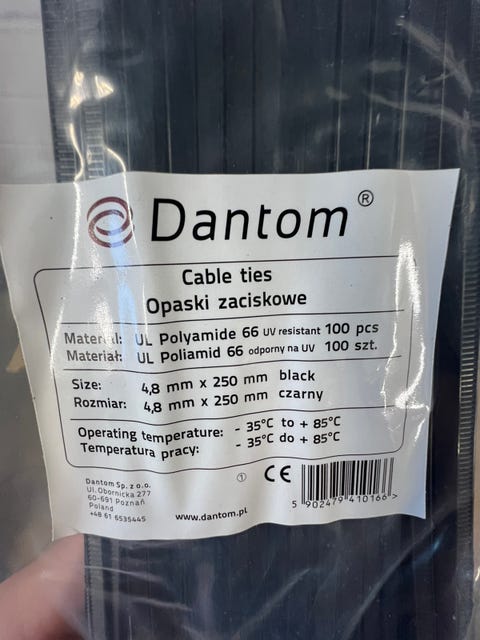 Dantom®
Cable ties
Opaski zaciskowe
Material: UL Polyamide 66 UV resistant 100 pcs
Materiał: UL Poliamid 66 odporny na UV 100 szt.
Size: 4,8 mm x 250 mm black
Rozmiar: 4,8 mm x 250 mm czarny
Operating temperature: - 35°C to + 85°C
Temperatura pracy: - 35°C do + 85°C
Dantom Sp. z o.o.
Ul.Obornicka 277
60-691 Poznań
Poland
+48 61 6535445
www.dantom.pl
① CE
5 902479 410166 >